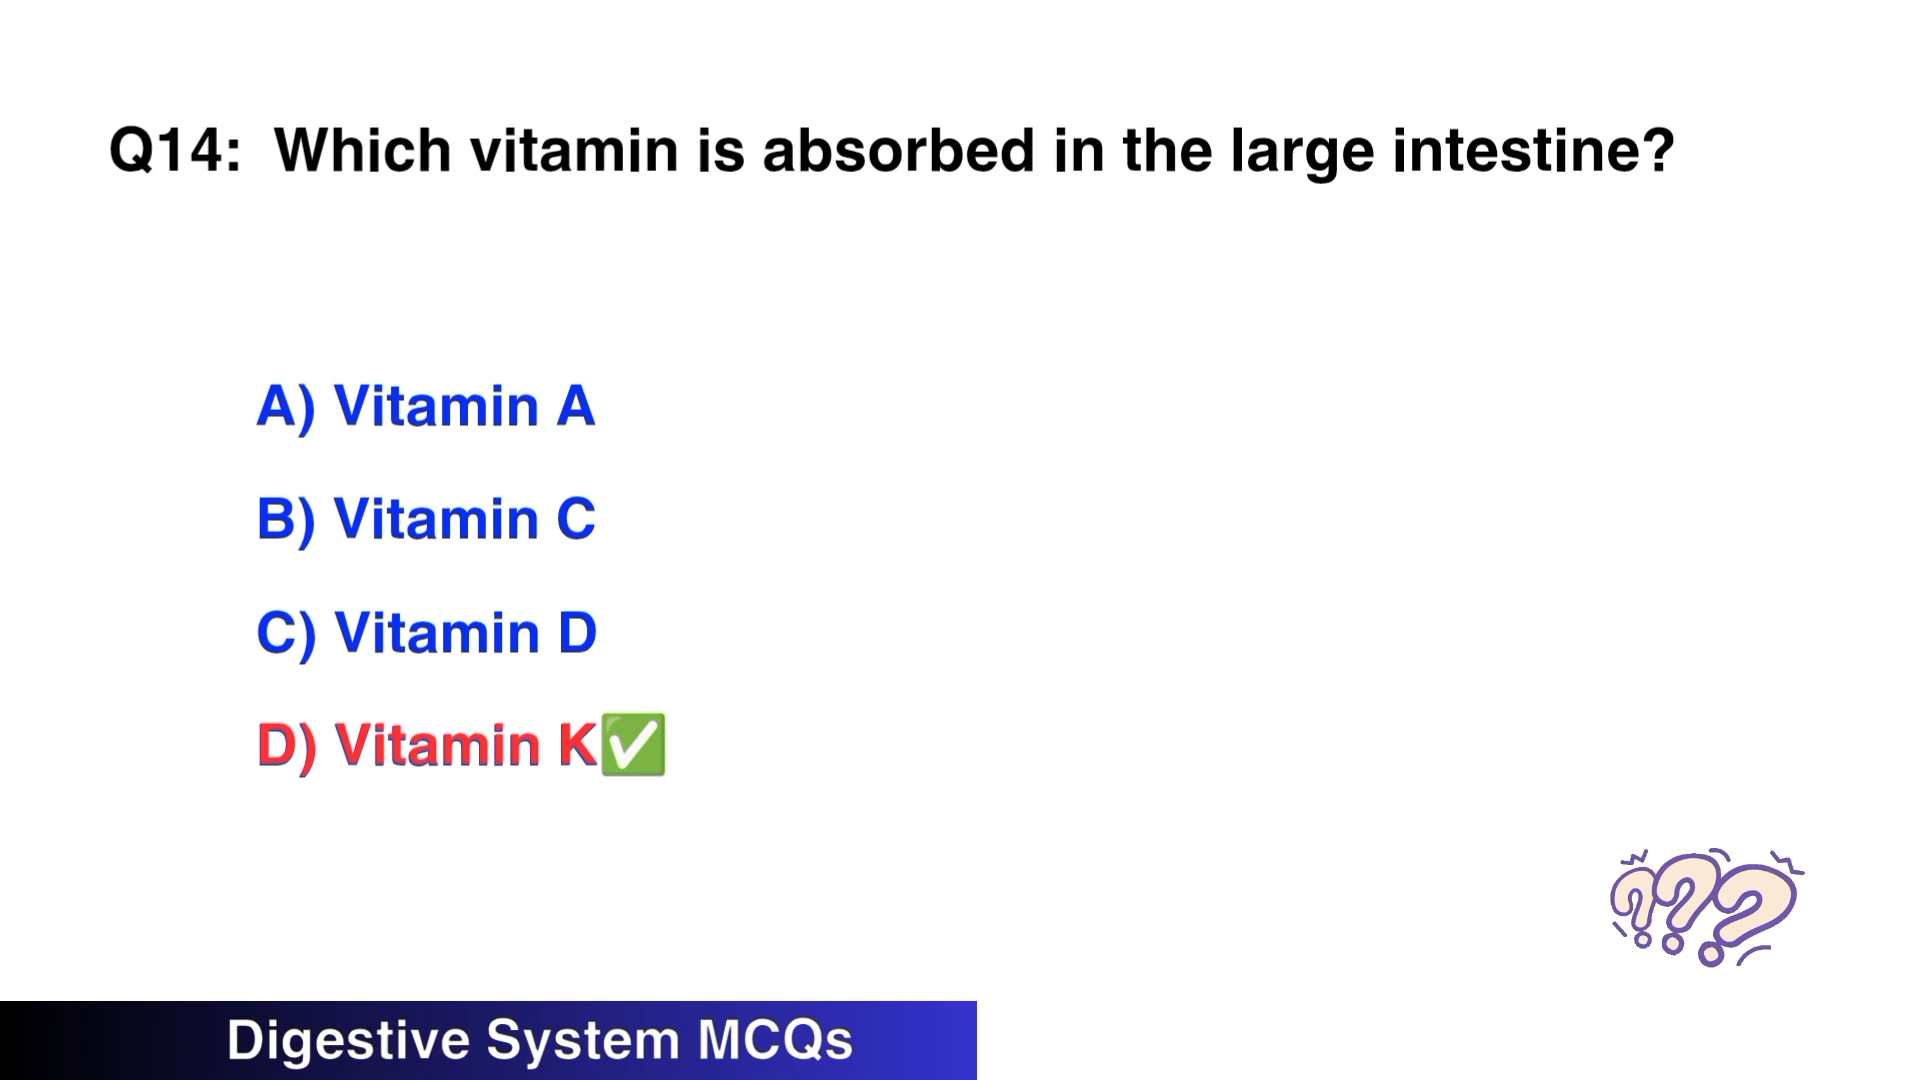 Q14: Which vitamin is absorbed in the large intestine?
A) Vitamin A
B) Vitamin C
C) Vitamin D
D) Vitamin K✅
Digestive System MCQs